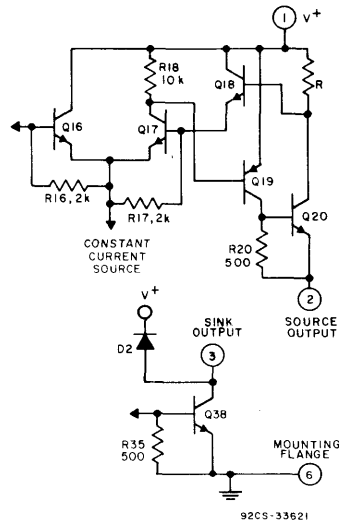 1 V+
R18
10 k
Q18
R
Q16
Q17
Q19
R16,2k
R17,2k
Q20
CONSTANT
CURRENT
SOURCE
R20
500
2
V+
SINK
OUTPUT
SOURCE
OUTPUT
D2
3
Q38
R35
500
MOUNTING
FLANGE
6
92CS-33621